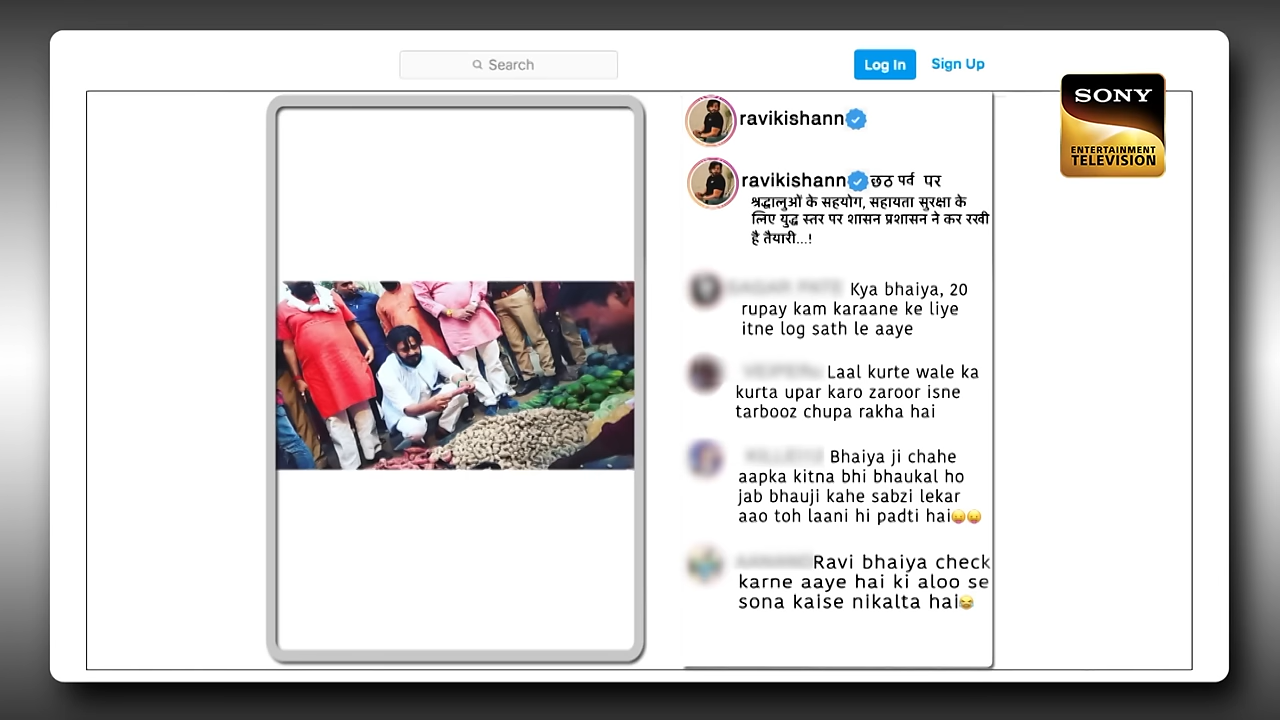 Search
Log In
Sign Up
SONY
ENTERTAINMENT
TELEVISION
ravikishann
ravikishann छठ पर्व पर
श्रद्धालुओं के सहयोग, सहायता सुरक्षा के
लिए युद्ध स्तर पर शासन प्रशासन ने कर रखी
है तैयारी...!
Kya bhaiya, 20
rupay kam karaane ke liye
itne log sath le aaye
Laal kurte wale ka
kurta upar karo zaroor isne
tarbooz chupa rakha hai
Bhaiya ji chahe
aapka kitna bhi bhaukal ho
jab bhauji kahe sabzi lekar
aao toh laani hi padti hai😝😝
Ravi bhaiya check
karne aaye hai ki aloo se
sona kaise nikalta hai😂